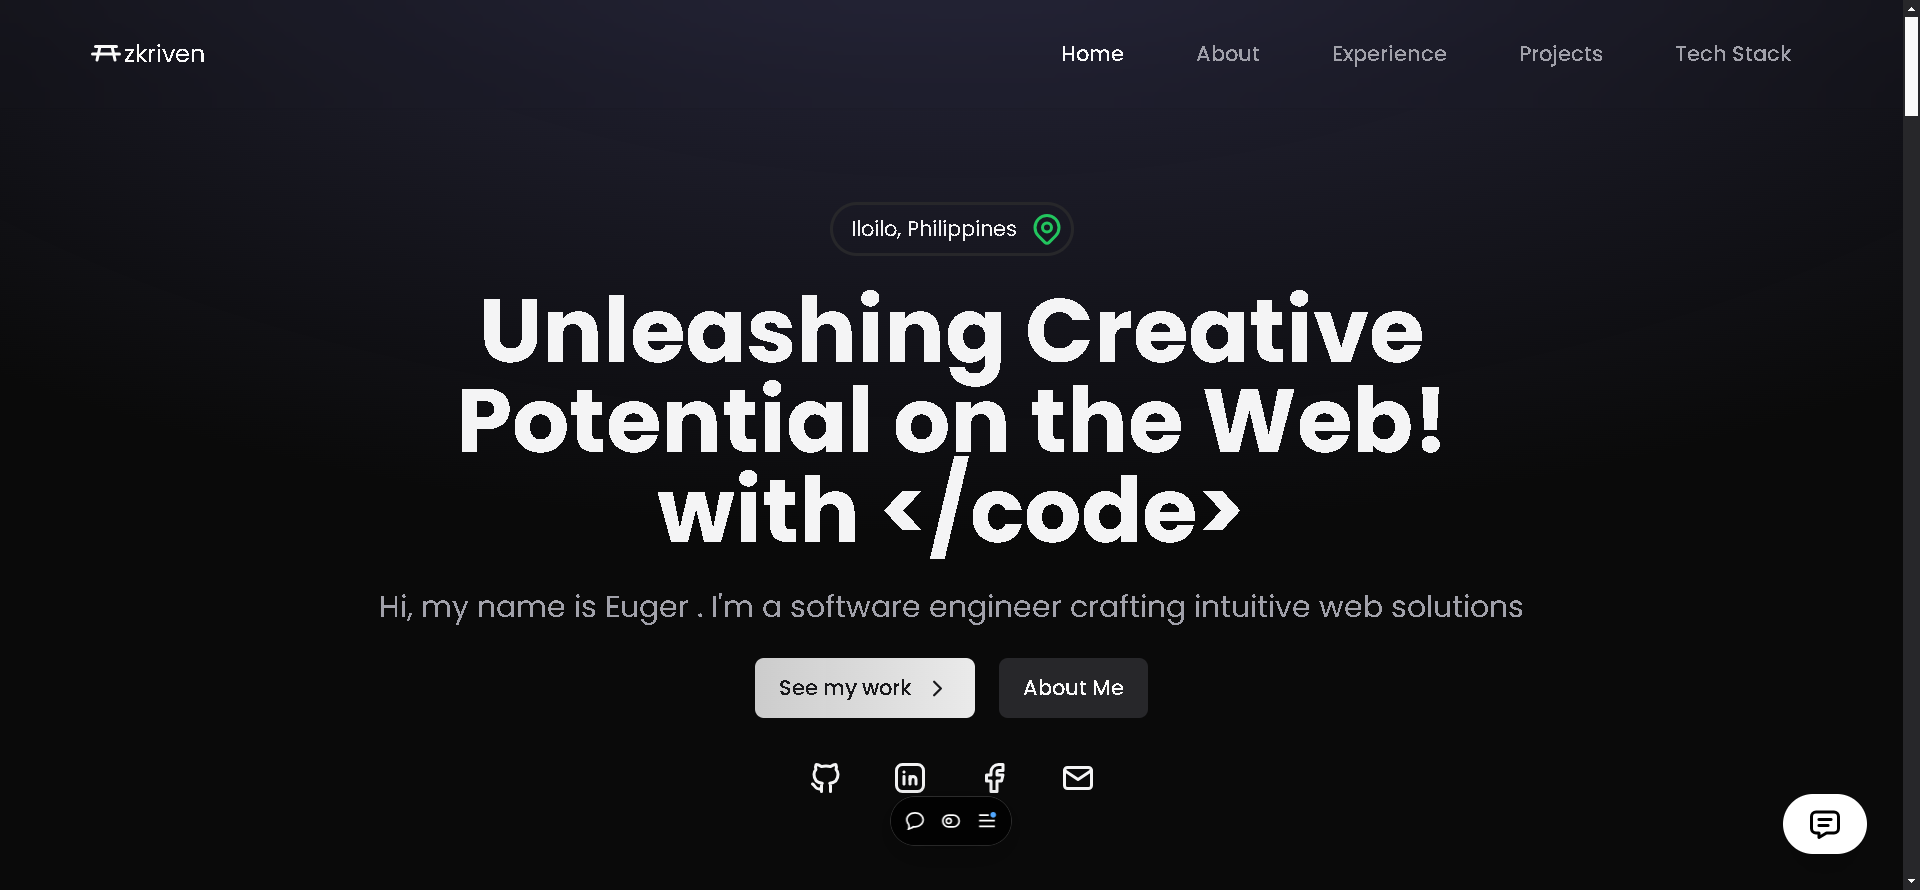 zkriven
Home About Experience Projects Tech Stack
Iloilo, Philippines
Unleashing Creative
Potential on the Web!
with </code>
Hi, my name is Euger . I'm a software engineer crafting intuitive web solutions
See my work
About Me